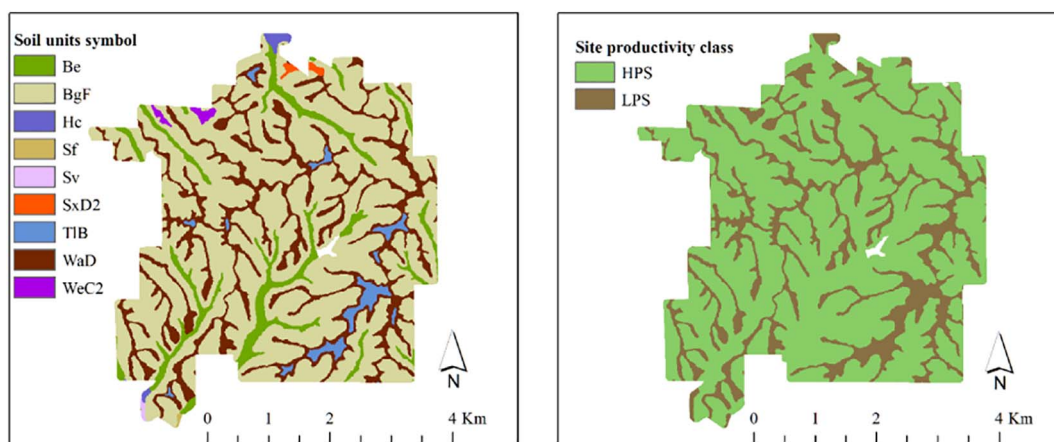 Soil units symbol
Be
BgF
Hc
Sf
Sv
SxD2
TlB
WaD
WeC2
N
0 1 2 4 Km
Site productivity class
HPS
LPS
N
0 1 2 4 Km